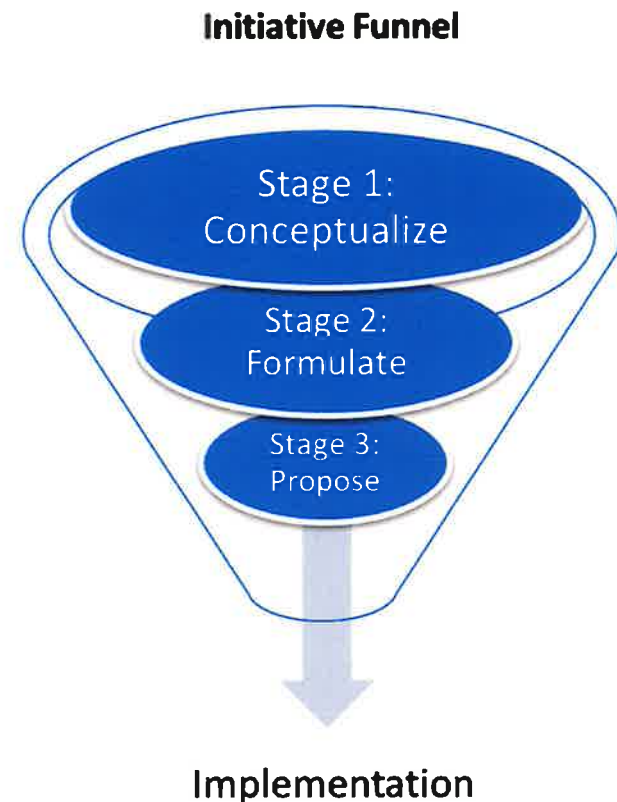 Initiative Funnel
Stage 1:
Conceptualize
Stage 2:
Formulate
Stage 3:
Propose
Implementation